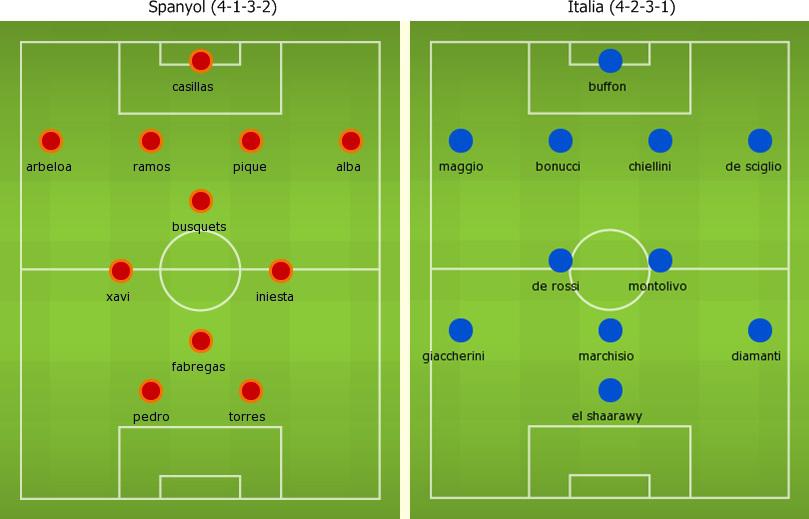 Spanyol (4-1-3-2)
casillas
arbeloa ramos pique alba
busquets
xavi iniesta
fabregas
pedro torres
Italia (4-2-3-1)
buffon
maggio bonucci chiellini de sciglio
de rossi montolivo
giaccherini marchisio diamanti
el shaarawy